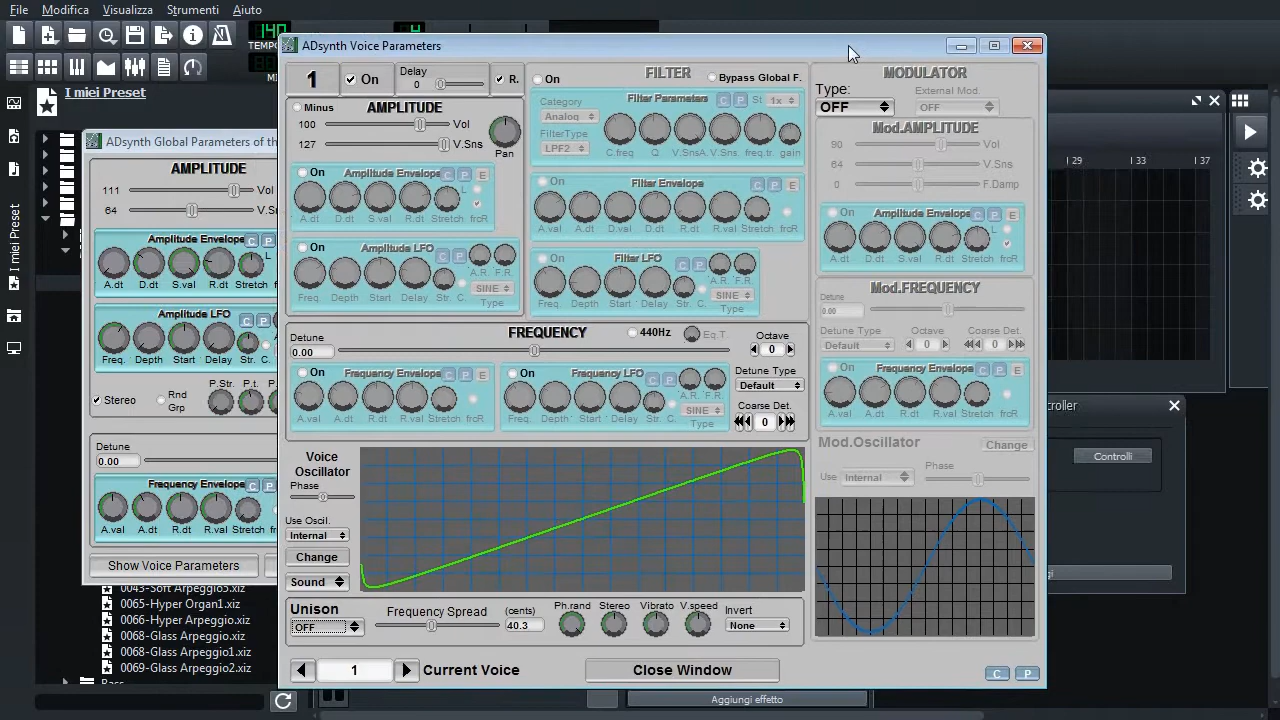 File Modifica Visualizza Strumenti Aiuto
140
TEMPO
I miei Preset
I miei Preset
29 33 37
ADsynth Global Parameters of th
AMPLITUDE
111 Vol
64
Amplitude Envelope C P
A.dt D.dt S.val R.dt Stretch
L
Amplitude LFO C
Freq. Depth Start Delay Str. C.
Stereo
Rnd
Grp
P.Str. P.t.
Detune
0.00
Frequency Envelope C P
A.val A.dt R.dt R.val Stretch
Show Voice Parameters
0043-Soft Arpeggio5.xiz
0065-Hyper Organ1.xiz
0066-Hyper Arpeggio.xiz
0068-Glass Arpeggio1.xiz
0069-Glass Arpeggio2.xiz
ADsynth Voice Parameters
1 On
Delay
0
R.
Minus AMPLITUDE
100 Vol
127 V.Sns
Pan
On Amplitude Envelope C P E
A.dt D.dt S.val R.dt Stretch frcR
L
On Amplitude LFO C P
Freq. Depth Start Delay Str. C.
A.R. F.R.
SINE
Type
On FILTER Bypass Global F.
Category
Analog
FilterType
LPF2
Filter Parameters C P St 1x
C.freq Q V.SnsA V.Sns. freq.tr. gain
On Filter Envelope C P E
A.val A.dt D.val D.dt R.dt R.val Stretch frcR
On Filter LFO C P
Freq. Depth Start Delay Str. C.
A.R. F.R.
SINE
Type
FREQUENCY 440Hz Eq.T
Octave
0
Detune
0.00
On Frequency Envelope C P E
A.val A.dt R.dt R.val Stretch frcR
On Frequency LFO C P
Freq. Depth Start Delay Str. C.
A.R. F.R.
SINE
Type
Detune Type
Default
Coarse Det.
0
Voice
Oscillator
Phase
Use Oscil.
Internal
Change
Sound
Unison
OFF
Frequency Spread (cents)
40.3
Ph.rand Stereo Vibrato V.speed
Invert
None
1 Current Voice
Close Window
MODULATOR
Type:
OFF
External Mod.
OFF
Mod.AMPLITUDE
90 Vol
64 V.Sns
0 F.Damp
On Amplitude Envelope C P E
A.dt D.dt S.val R.dt Stretch frcR
L
Mod.FREQUENCY
Detune
0.00
Detune Type Octave Coarse Det.
Default 0 0
On Frequency Envelope C P E
A.val A.dt R.dt R.val Stretch frcR
Mod.Oscillator
Change
Use Internal Phase
C P
Controlli
Aggiungi effetto